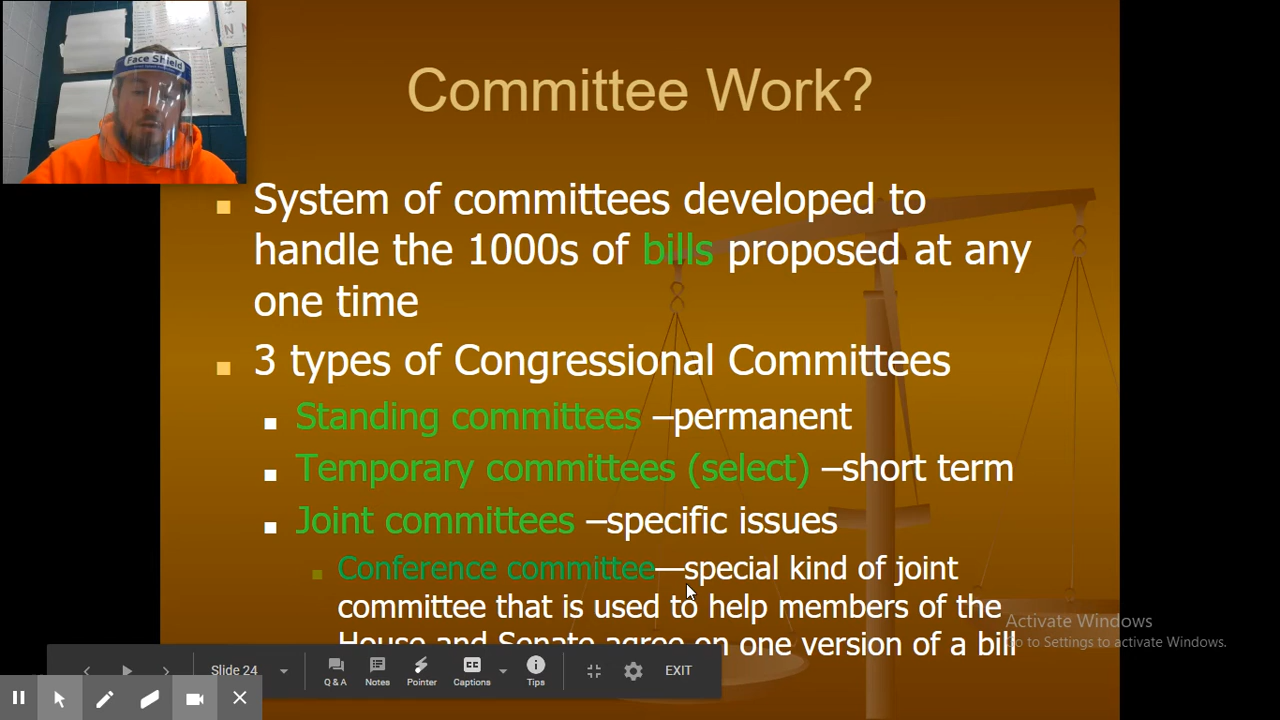 Face Shield
Committee Work?
System of committees developed to
handle the 1000s of bills proposed at any
one time
3 types of Congressional Committees
Standing committees –permanent
Temporary committees (select) –short term
Joint committees –specific issues
Conference committee—special kind of joint
committee that is used to help members of the
House and Senate agree on one version of a bill
Activate Windows
Go to Settings to activate Windows.
Slide 24
Q & A
Notes
Pointer
Captions
Tips
EXIT